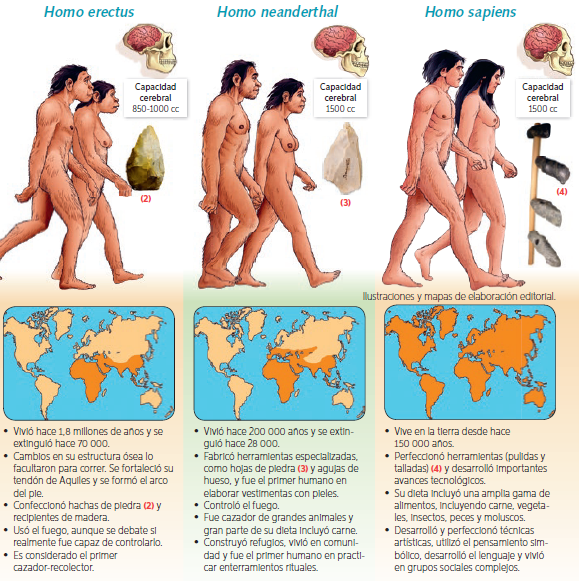 Homo erectus
Capacidad
cerebral
850-1000 cc
(2)
• Vivió hace 1,8 millones de años y se
extinguió hace 70 000.
• Cambios en su estructura ósea lo
facultaron para correr. Se fortaleció su
tendón de Aquiles y se formó el arco
del pie.
• Confeccionó hachas de piedra (2) y
recipientes de madera.
• Usó el fuego, aunque se debate si
realmente fue capaz de controlarlo.
• Es considerado el primer
cazador-recolector.
Homo neanderthal
Capacidad
cerebral
1500 cc
(3)
• Vivió hace 200 000 años y se extin-
guió hace 28 000.
• Fabricó herramientas especializadas,
como hojas de piedra (3) y agujas de
hueso, y fue el primer humano en
elaborar vestimentas con pieles.
• Controló el fuego.
• Fue cazador de grandes animales y
gran parte de su dieta incluyó carne.
• Construyó refugios, vivió en comuni-
dad y fue el primer humano en practi-
car enterramientos rituales.
Homo sapiens
Capacidad
cerebral
1500 cc
(4)
Ilustraciones y mapas de elaboración editorial.
• Vive en la tierra desde hace
150 000 años.
• Perfeccionó herramientas (pulidas y
talladas) (4) y desarrolló importantes
avances tecnológicos.
• Su dieta incluyó una amplia gama de
alimentos, incluyendo carne, vegeta-
les, insectos, peces y moluscos.
• Desarrolló y perfeccionó técnicas
artísticas, utilizó el pensamiento sim-
bólico, desarrolló el lenguaje y vivió
en grupos sociales complejos.